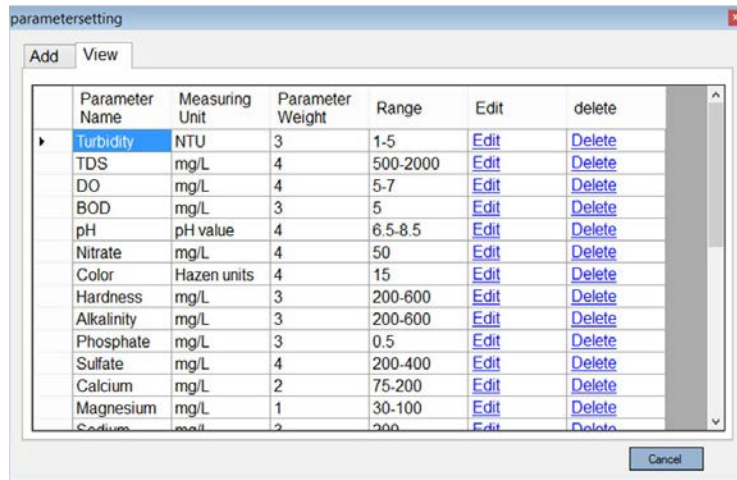 parametersetting
Add View
Parameter Name Measuring Unit Parameter Weight Range Edit delete
Turbidity NTU 3 1-5 Edit Delete
TDS mg/L 4 500-2000 Edit Delete
DO mg/L 4 5-7 Edit Delete
BOD mg/L 3 5 Edit Delete
pH pH value 4 6.5-8.5 Edit Delete
Nitrate mg/L 4 50 Edit Delete
Color Hazen units 4 15 Edit Delete
Hardness mg/L 3 200-600 Edit Delete
Alkalinity mg/L 3 200-600 Edit Delete
Phosphate mg/L 3 0.5 Edit Delete
Sulfate mg/L 4 200-400 Edit Delete
Calcium mg/L 2 75-200 Edit Delete
Magnesium mg/L 1 30-100 Edit Delete
Sodium mg/L 200 Edit Delete
Cancel